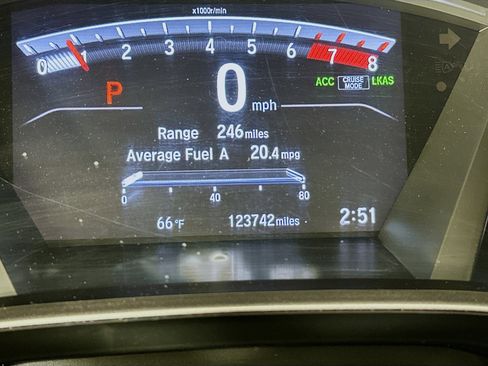 x1000r/min
0 1 2 3 4 5 6 7 8
P 0 mph
ACC CRUISE MODE LKAS
Range 246 miles
Average Fuel A 20.4 mpg
0 40 80
66 °F 123742 miles 2:51